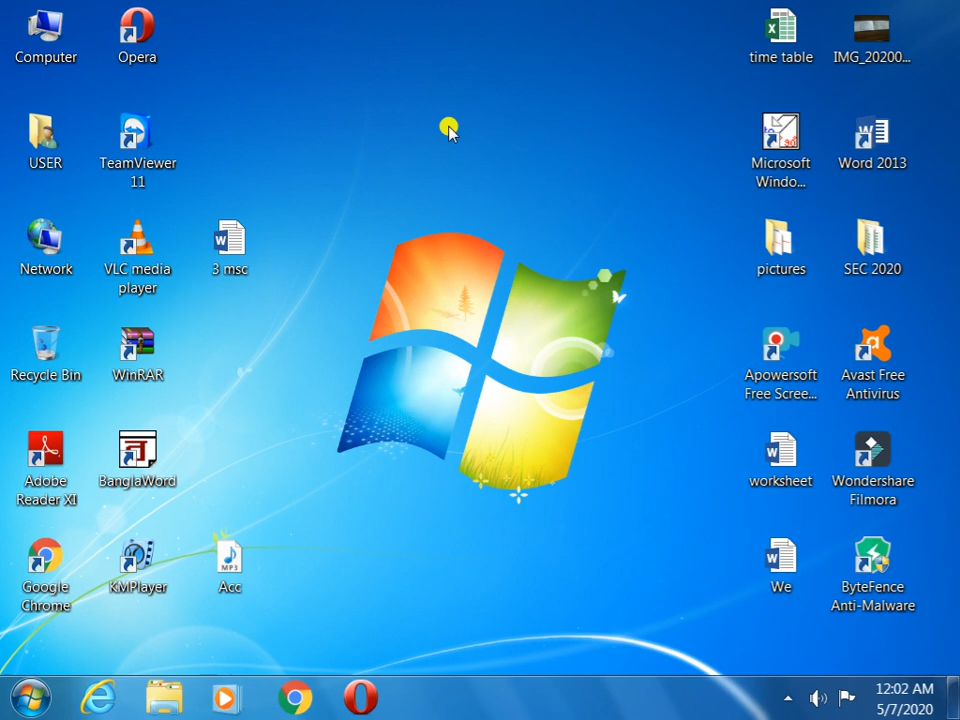 Computer
Opera
time table
IMG_20200...
USER
TeamViewer
11
Microsoft
Windo...
Word 2013
Network
VLC media
player
3 msc
pictures
SEC 2020
Recycle Bin
WinRAR
Apowersoft
Free Scree...
Avast Free
Antivirus
Adobe
Reader XI
BanglaWord
worksheet
Wondershare
Filmora
Google
Chrome
KMPlayer
MP3
Acc
We
ByteFence
Anti-Malware
12:02 AM
5/7/2020